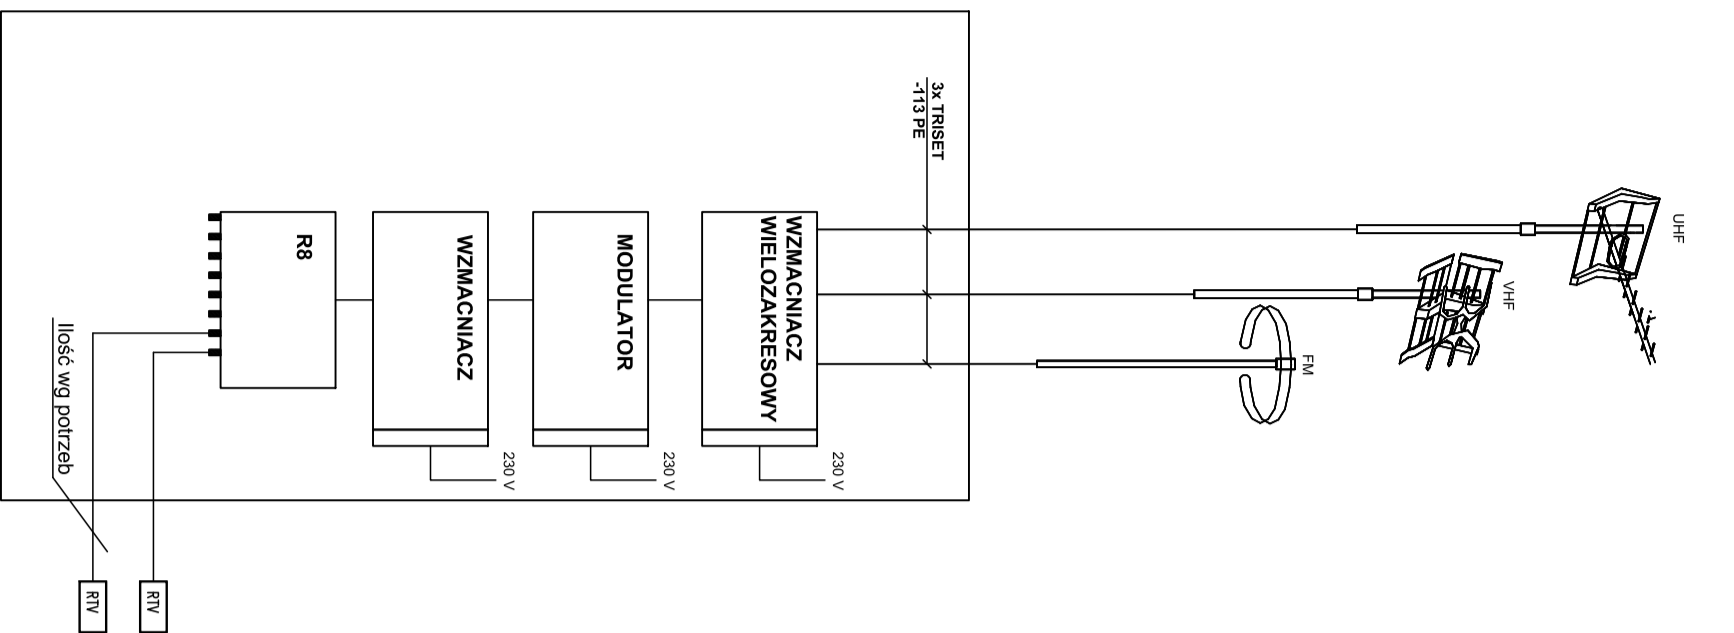 UHF
VHF
FM
3x TRISET
-113 PE
WZMACNIACZ
WIELOZAKRESOWY
230 V
MODULATOR
230 V
WZMACNIACZ
230 V
R8
Ilość wg potrzeb
RTV
RTV